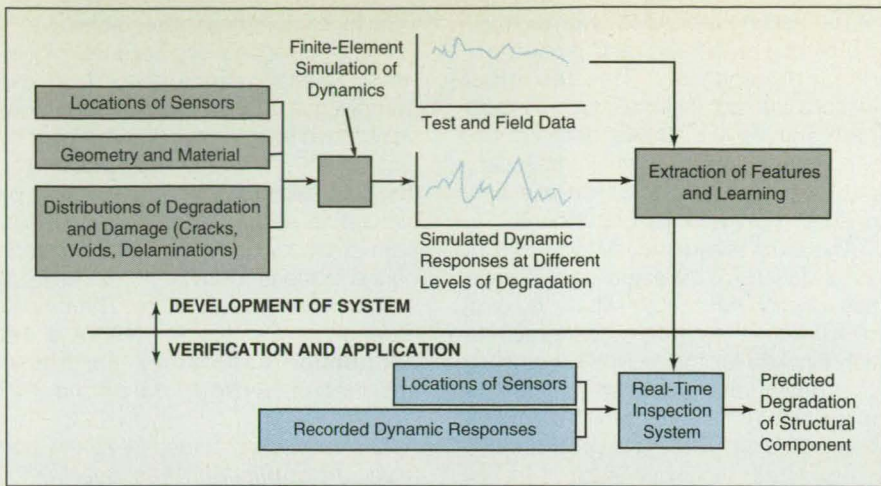 Finite-Element
Simulation of
Dynamics
Locations of Sensors
Geometry and Material
Distributions of Degradation
and Damage (Cracks,
Voids, Delaminations)
Test and Field Data
Simulated Dynamic
Responses at Different
Levels of Degradation
Extraction of Features
and Learning
DEVELOPMENT OF SYSTEM
VERIFICATION AND APPLICATION
Locations of Sensors
Recorded Dynamic Responses
Real-Time
Inspection
System
Predicted
Degradation
of Structural
Component